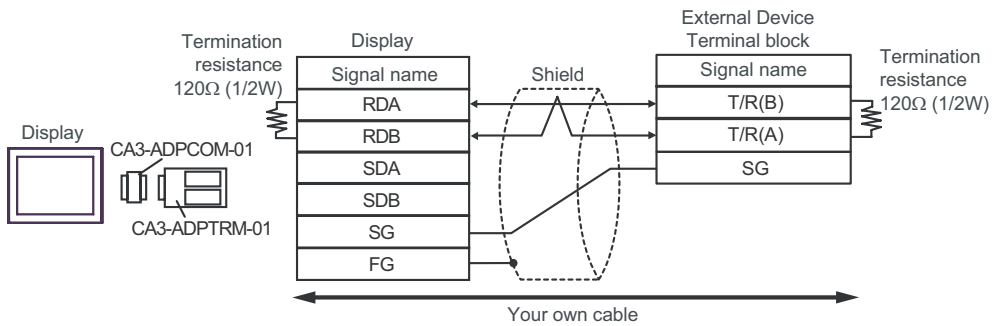 Display
CA3-ADPCOM-01
CA3-ADPTRM-01
Termination
resistance
120Ω (1/2W)
Display
Signal name
RDA
RDB
SDA
SDB
SG
FG
Shield
External Device
Terminal block
Signal name
T/R(B)
T/R(A)
SG
Termination
resistance
120Ω (1/2W)
Your own cable